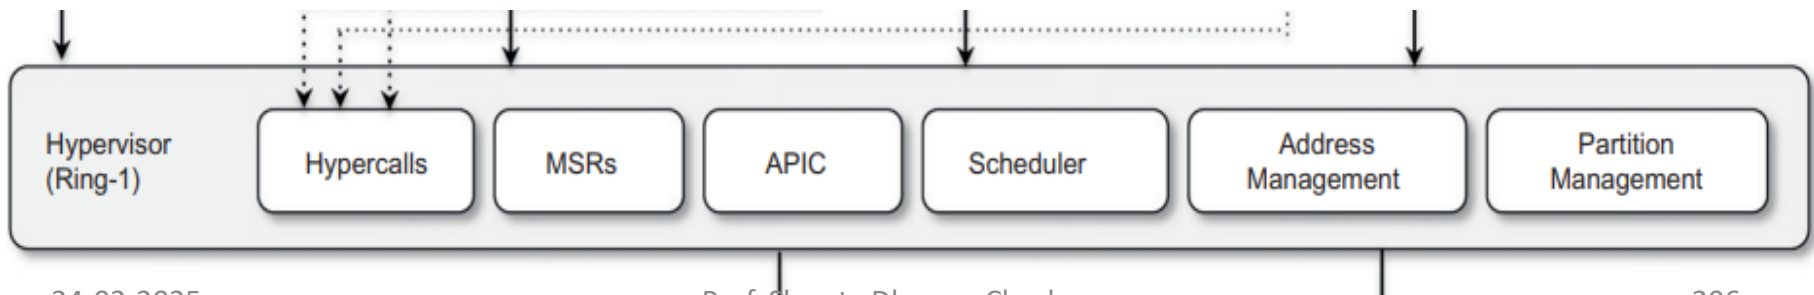 Hypervisor
(Ring-1)
Hypercalls
MSRs
APIC
Scheduler
Address
Management
Partition
Management